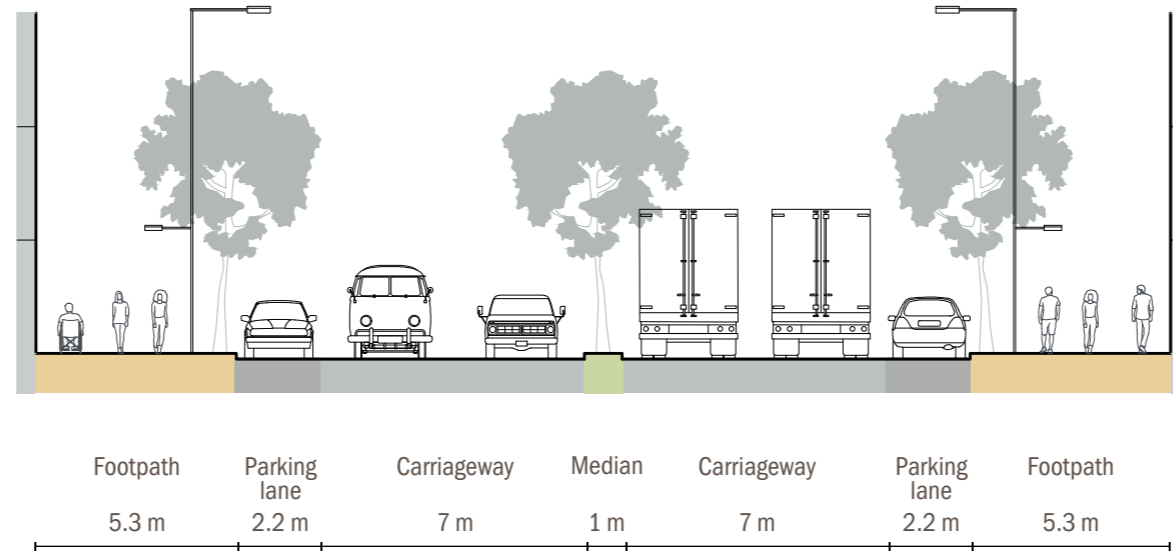 Footpath
5.3 m
Parking
lane
2.2 m
Carriageway
7 m
Median
1 m
Carriageway
7 m
Parking
lane
2.2 m
Footpath
5.3 m